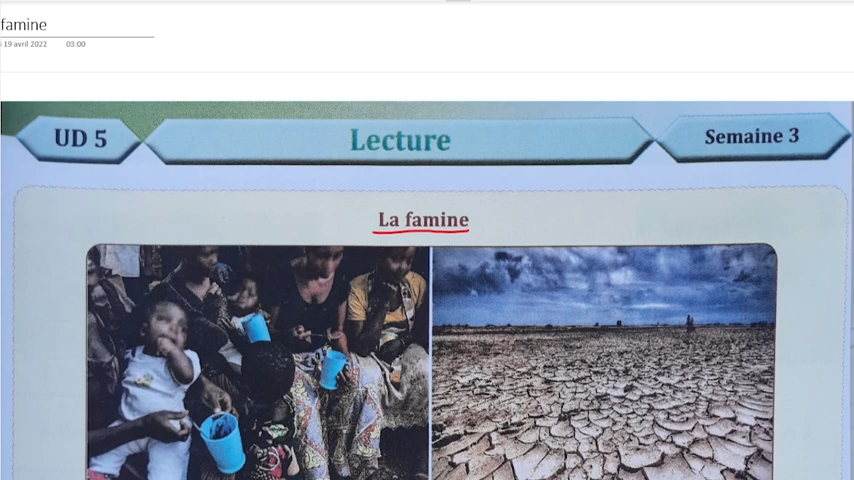 famine
i 19 avril 2022 03:00
UD 5
Lecture
Semaine 3
La famine